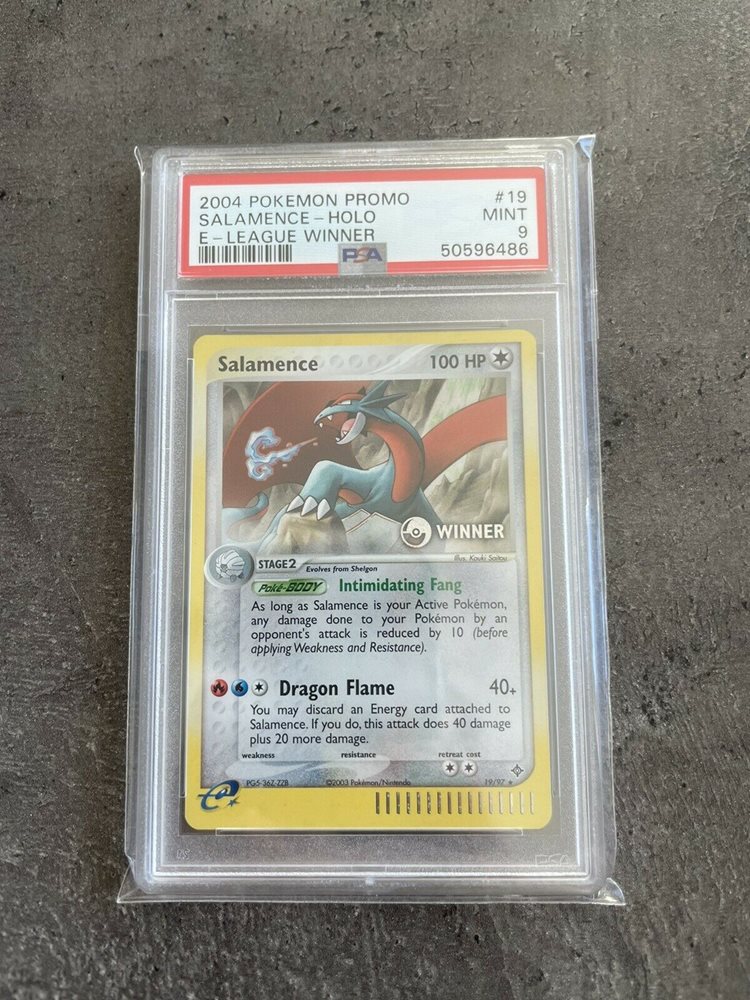 2004 POKEMON PROMO #19
SALAMENCE-HOLO MINT
E-LEAGUE WINNER 9
PSA 50596486
Salamence 100 HP
WINNER
Illus. Kouki Saitou
STAGE2 Evolves from Shelgon
Poké-BODY Intimidating Fang
As long as Salamence is your Active Pokémon,
any damage done to your Pokémon by an
opponent's attack is reduced by 10 (before
applying Weakness and Resistance).
Dragon Flame 40+
You may discard an Energy card attached to
Salamence. If you do, this attack does 40 damage
plus 20 more damage.
weakness resistance retreat cost
PG5-36Z-ZZB ©2003 Pokémon/Nintendo 19/97 ★
e
PSA